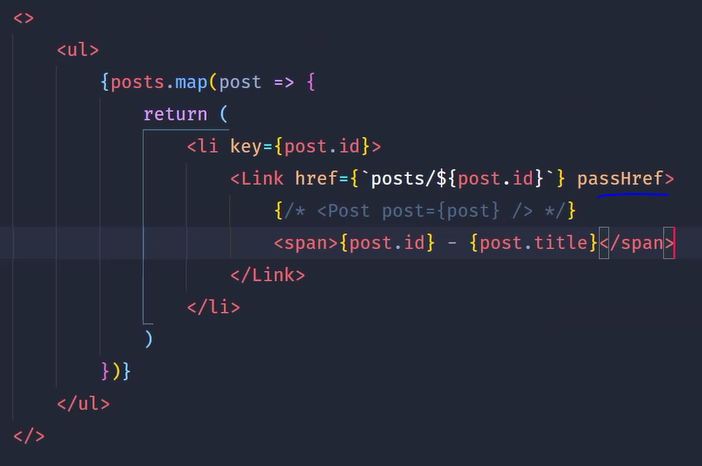 <>
<ul>
{posts.map(post => {
return (
<li key={post.id}>
<Link href={`posts/${post.id}`} passHref>
{/* <Post post={post} /> */}
<span>{post.id} - {post.title}</span>
</Link>
</li>
)
})}
</ul>
</>